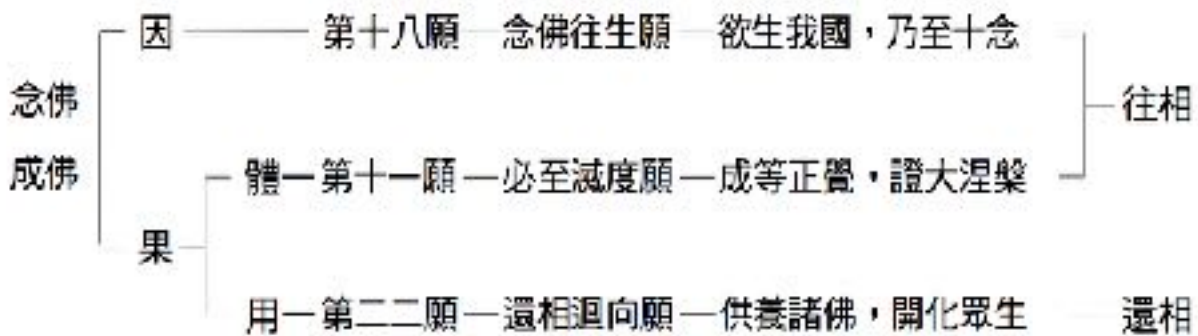 因 第十八願 念佛往生願 欲生我國，乃至十念
念佛 往相
成佛 體 第十一願 必至滅度願 成等正覺，證大涅槃
果
用 第二二願 還相迴向願 供養諸佛，開化眾生 還相